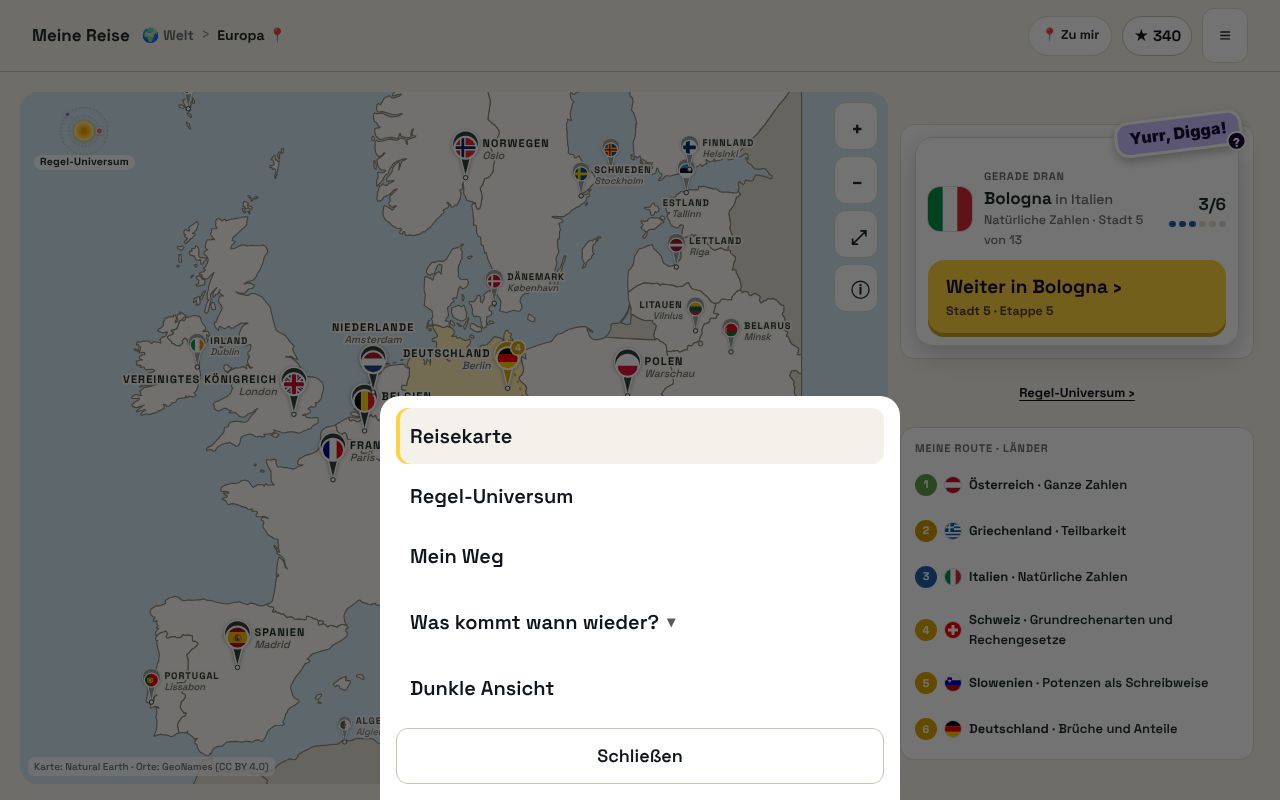 Meine Reise 🌍 Welt > Europa 📍
📍 Zu mir
★ 340
≡
Regel-Universum
NORWEGEN
Oslo
SCHWEDEN
Stockholm
FINNLAND
Helsinki
ESTLAND
Tallinn
LETTLAND
Riga
DÄNEMARK
København
LITAUEN
Vilnius
BELARUS
Minsk
IRLAND
Dublin
NIEDERLANDE
Amsterdam
DEUTSCHLAND
Berlin
4
POLEN
Warschau
VEREINIGTES KÖNIGREICH
London
BELGIEN
FRAN
Paris
SPANIEN
Madrid
PORTUGAL
Lissabon
ALGE
Algie
Karte: Natural Earth · Orte: GeoNames (CC BY 4.0)
+
−
Yurr, Digga!
?
GERADE DRAN
Bologna in Italien
Natürliche Zahlen · Stadt 5
von 13
3/6
Weiter in Bologna >
Stadt 5 · Etappe 5
Regel-Universum >
MEINE ROUTE · LÄNDER
1 Österreich · Ganze Zahlen
2 Griechenland · Teilbarkeit
3 Italien · Natürliche Zahlen
4 Schweiz · Grundrechenarten und
Rechengesetze
5 Slowenien · Potenzen als Schreibweise
6 Deutschland · Brüche und Anteile
Reisekarte
Regel-Universum
Mein Weg
Was kommt wann wieder? ▼
Dunkle Ansicht
Schließen